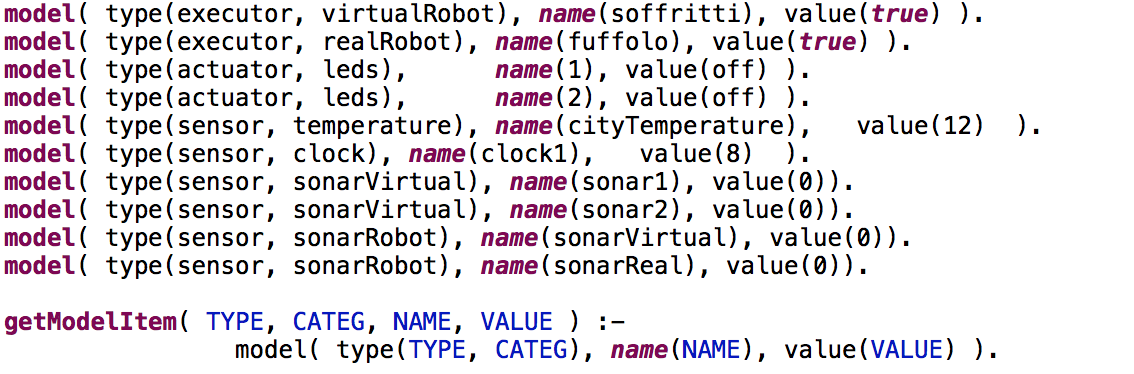 model( type(executor, virtualRobot), name(soffritti), value(true) ).
model( type(executor, realRobot), name(fuffolo), value(true) ).
model( type(actuator, leds),      name(1), value(off) ).
model( type(actuator, leds),      name(2), value(off) ).
model( type(sensor, temperature), name(cityTemperature),   value(12)  ).
model( type(sensor, clock), name(clock1),   value(8)  ).
model( type(sensor, sonarVirtual), name(sonar1), value(0)).
model( type(sensor, sonarVirtual), name(sonar2), value(0)).
model( type(sensor, sonarRobot), name(sonarVirtual), value(0)).
model( type(sensor, sonarRobot), name(sonarReal), value(0)).
getModelItem( TYPE, CATEG, NAME, VALUE ) :-
model( type(TYPE, CATEG), name(NAME), value(VALUE) ).